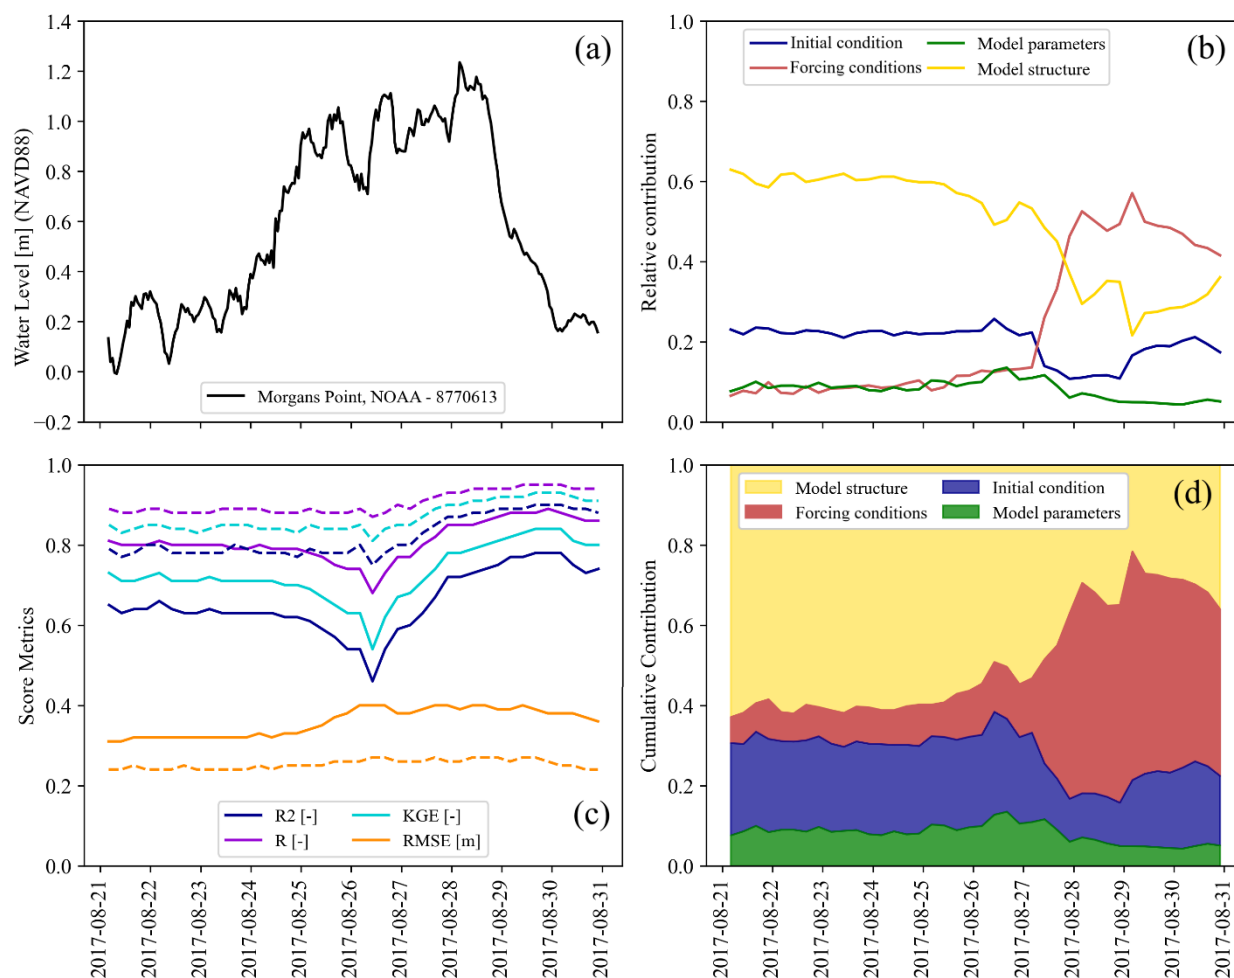 (a)
Water Level [m] (NAVD88)
1.4
1.2
1.0
0.8
0.6
0.4
0.2
0.0
−0.2
Morgans Point, NOAA - 8770613
(b)
Relative contribution
1.0
0.8
0.6
0.4
0.2
0.0
Initial condition
Forcing conditions
Model parameters
Model structure
(c)
Score Metrics
1.0
0.8
0.6
0.4
0.2
0.0
R2 [-]
R [-]
KGE [-]
RMSE [m]
2017-08-21
2017-08-22
2017-08-23
2017-08-24
2017-08-25
2017-08-26
2017-08-27
2017-08-28
2017-08-29
2017-08-30
2017-08-31
(d)
Cumulative Contribution
1.0
0.8
0.6
0.4
0.2
0.0
Model structure
Forcing conditions
Initial condition
Model parameters
2017-08-21
2017-08-22
2017-08-23
2017-08-24
2017-08-25
2017-08-26
2017-08-27
2017-08-28
2017-08-29
2017-08-30
2017-08-31